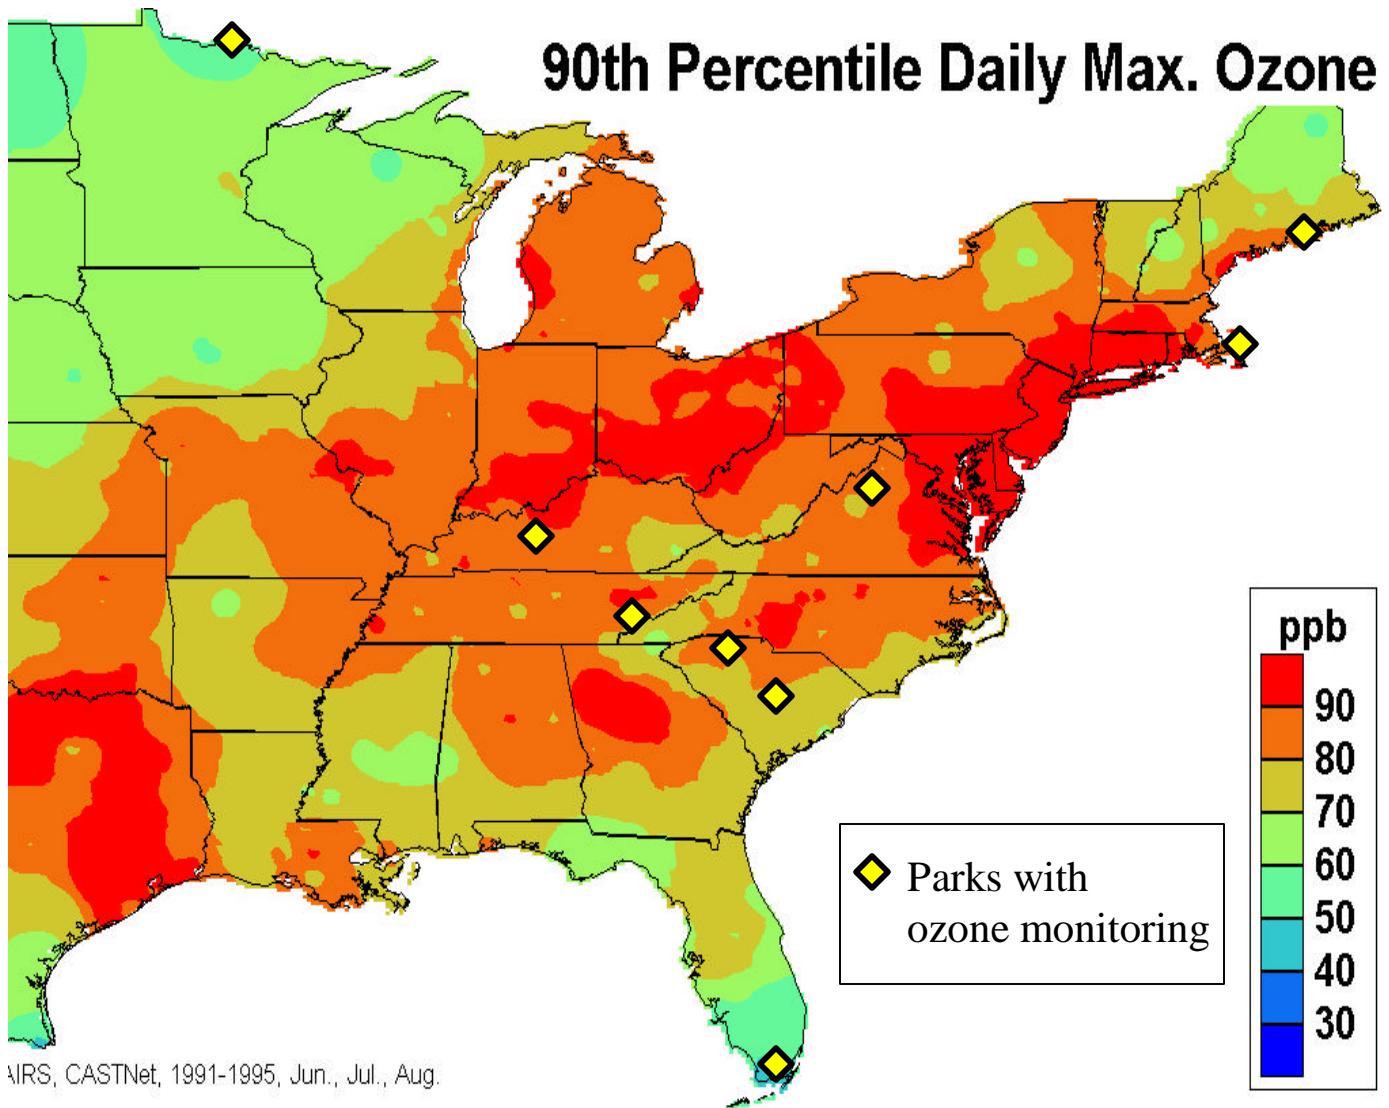 90th Percentile Daily Max. Ozone
ppb
90
80
70
60
50
40
30
Parks with
ozone monitoring
AIRS, CASTNet, 1991-1995, Jun., Jul., Aug.